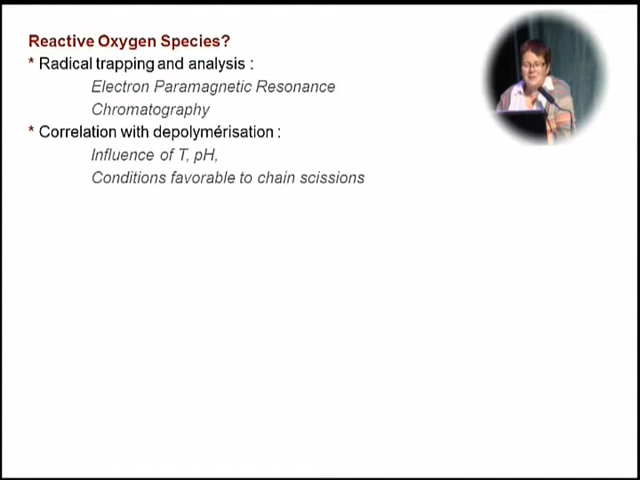 Reactive Oxygen Species?
* Radical trapping and analysis :
Electron Paramagnetic Resonance
Chromatography
* Correlation with depolymérisation :
Influence of T, pH,
Conditions favorable to chain scissions